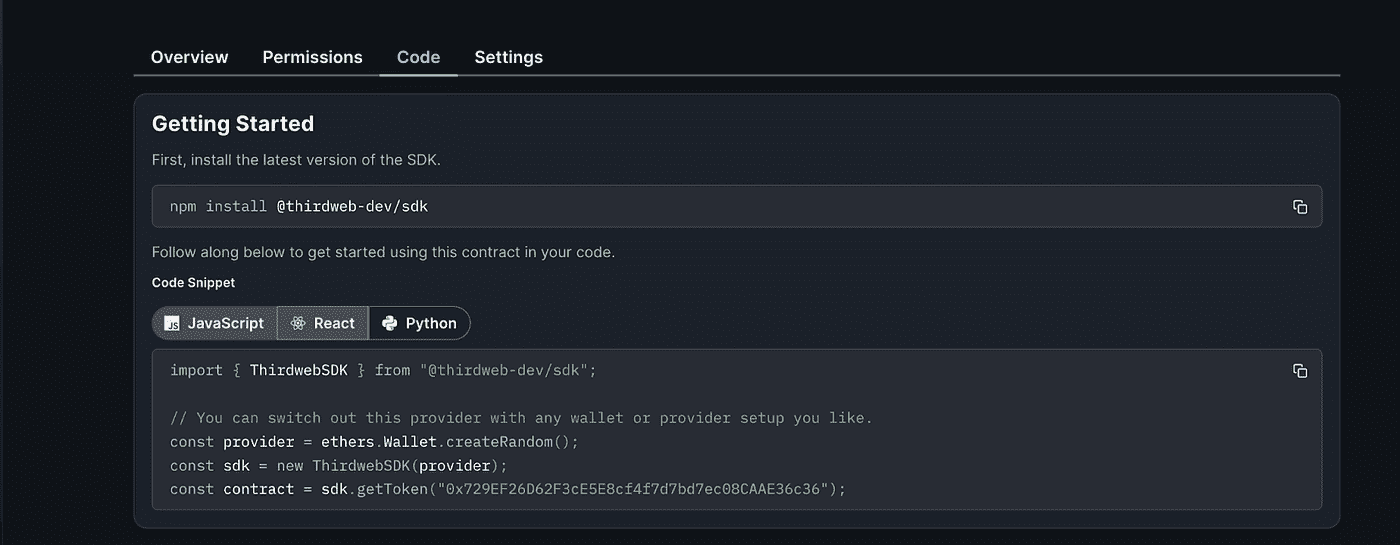 Overview Permissions Code Settings
Getting Started
First, install the latest version of the SDK.
npm install @thirdweb-dev/sdk
Follow along below to get started using this contract in your code.
Code Snippet
JS JavaScript React Python
import { ThirdwebSDK } from "@thirdweb-dev/sdk";
// You can switch out this provider with any wallet or provider setup you like.
const provider = ethers.Wallet.createRandom();
const sdk = new ThirdwebSDK(provider);
const contract = sdk.getToken("0x729EF26D62F3cE5E8cf4f7d7bd7ec08CAAE36c36");